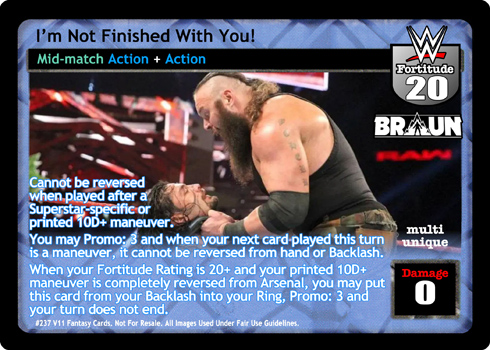 I'm Not Finished With You!
Mid-match Action + Action
W
Fortitude
20
BRAUN
RAW
Cannot be reversed
when played after a
Superstar-specific or
printed 10D+ maneuver.
You may Promo: 3 and when your next card played this turn
is a maneuver, it cannot be reversed from hand or Backlash.
When your Fortitude Rating is 20+ and your printed 10D+
maneuver is completely reversed from Arsenal, you may put
this card from your Backlash into your Ring, Promo: 3 and
your turn does not end.
multi
unique
Damage
0
#237 V11 Fantasy Cards. Not For Resale. All Images Used Under Fair Use Guidelines.